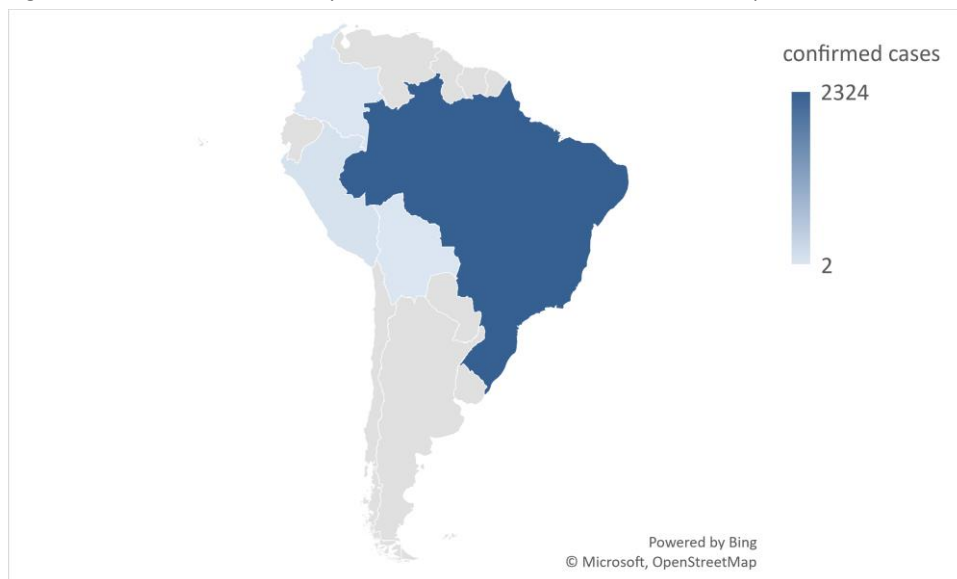 confirmed cases
2324
2
Powered by Bing
© Microsoft, OpenStreetMap